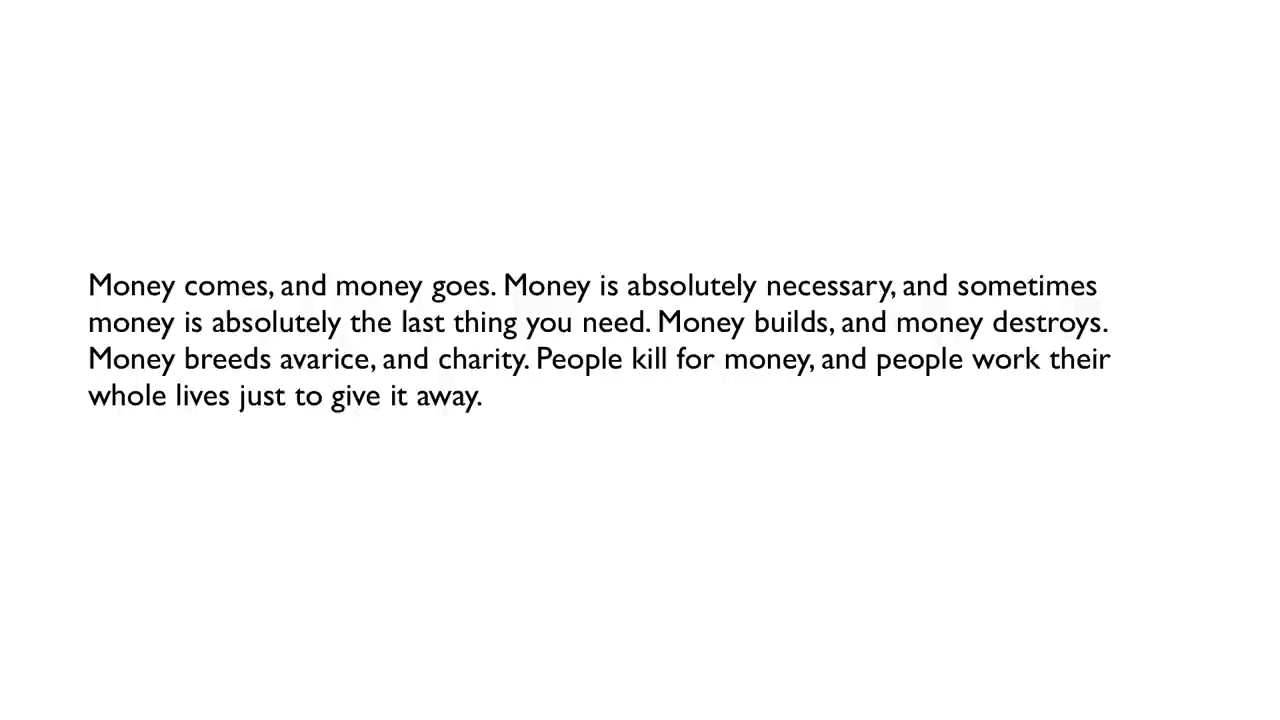 Money comes, and money goes. Money is absolutely necessary, and sometimes
money is absolutely the last thing you need. Money builds, and money destroys.
Money breeds avarice, and charity. People kill for money, and people work their
whole lives just to give it away.